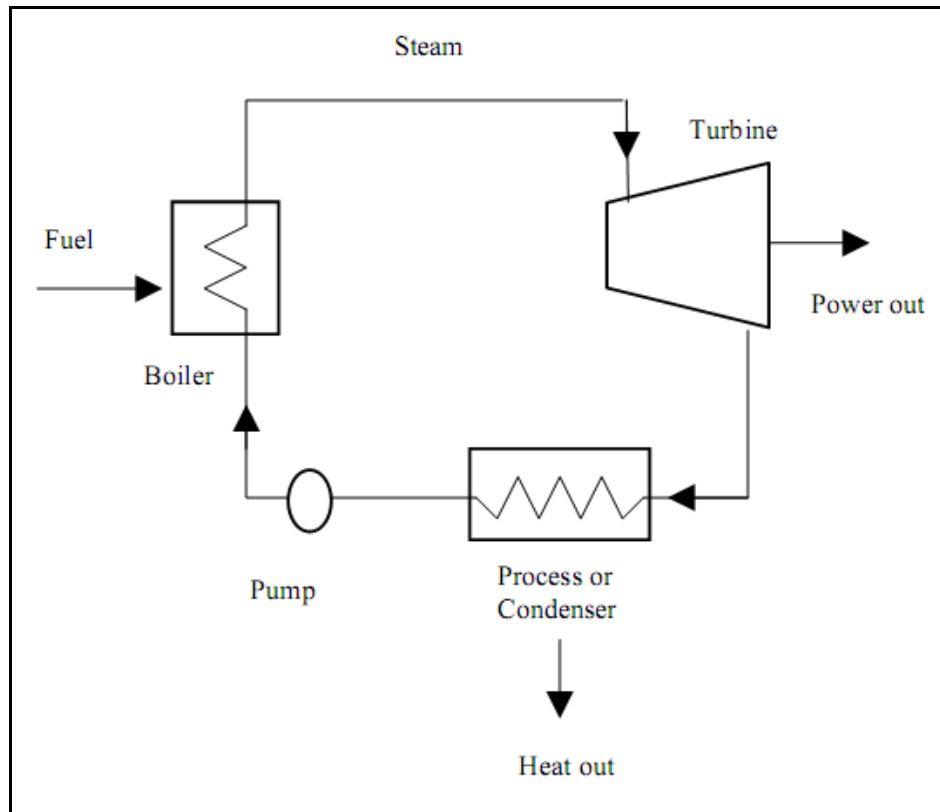 Steam
Turbine
Fuel
Power out
Boiler
Process or
Condenser
Pump
Heat out